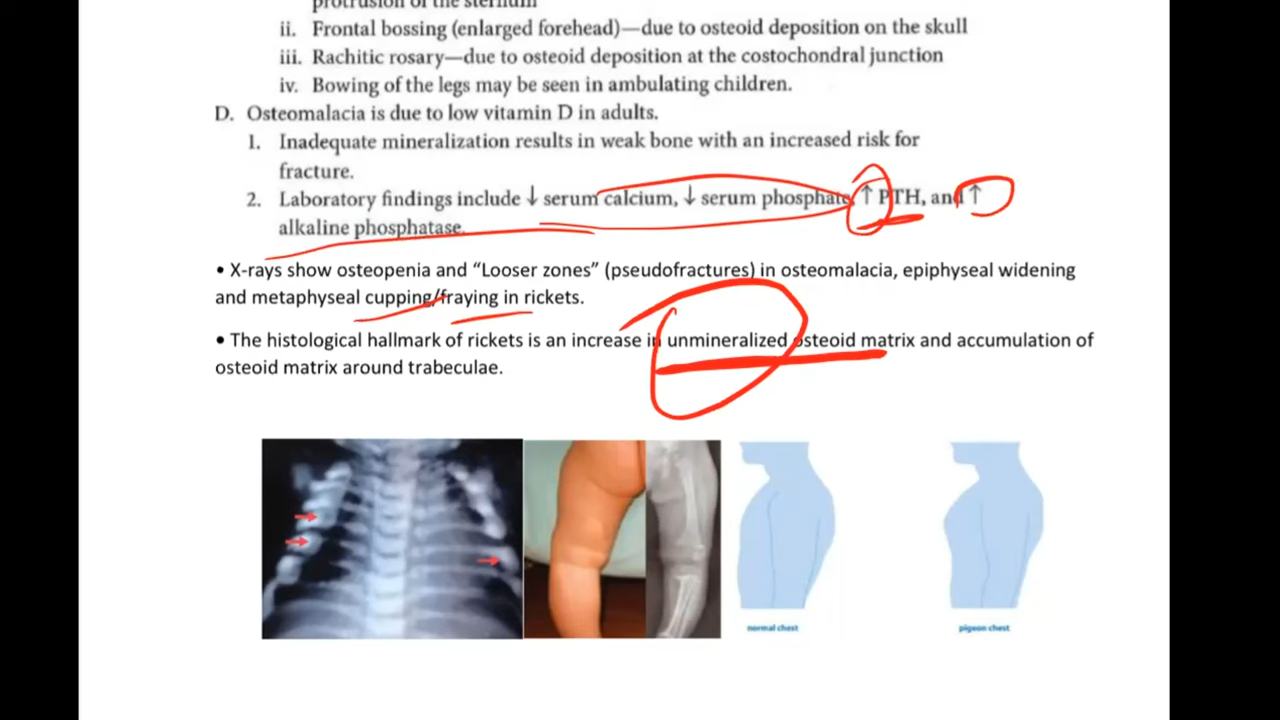 protrusion of the sternum
ii. Frontal bossing (enlarged forehead)—due to osteoid deposition on the skull
iii. Rachitic rosary—due to osteoid deposition at the costochondral junction
iv. Bowing of the legs may be seen in ambulating children.
D. Osteomalacia is due to low vitamin D in adults.
1. Inadequate mineralization results in weak bone with an increased risk for
fracture.
2. Laboratory findings include ↓ serum calcium, ↓ serum phosphate, ↑ PTH, and ↑
alkaline phosphatase.
• X-rays show osteopenia and “Looser zones” (pseudofractures) in osteomalacia, epiphyseal widening
and metaphyseal cupping/fraying in rickets.
• The histological hallmark of rickets is an increase in unmineralized osteoid matrix and accumulation of
osteoid matrix around trabeculae.
normal chest
pigeon chest